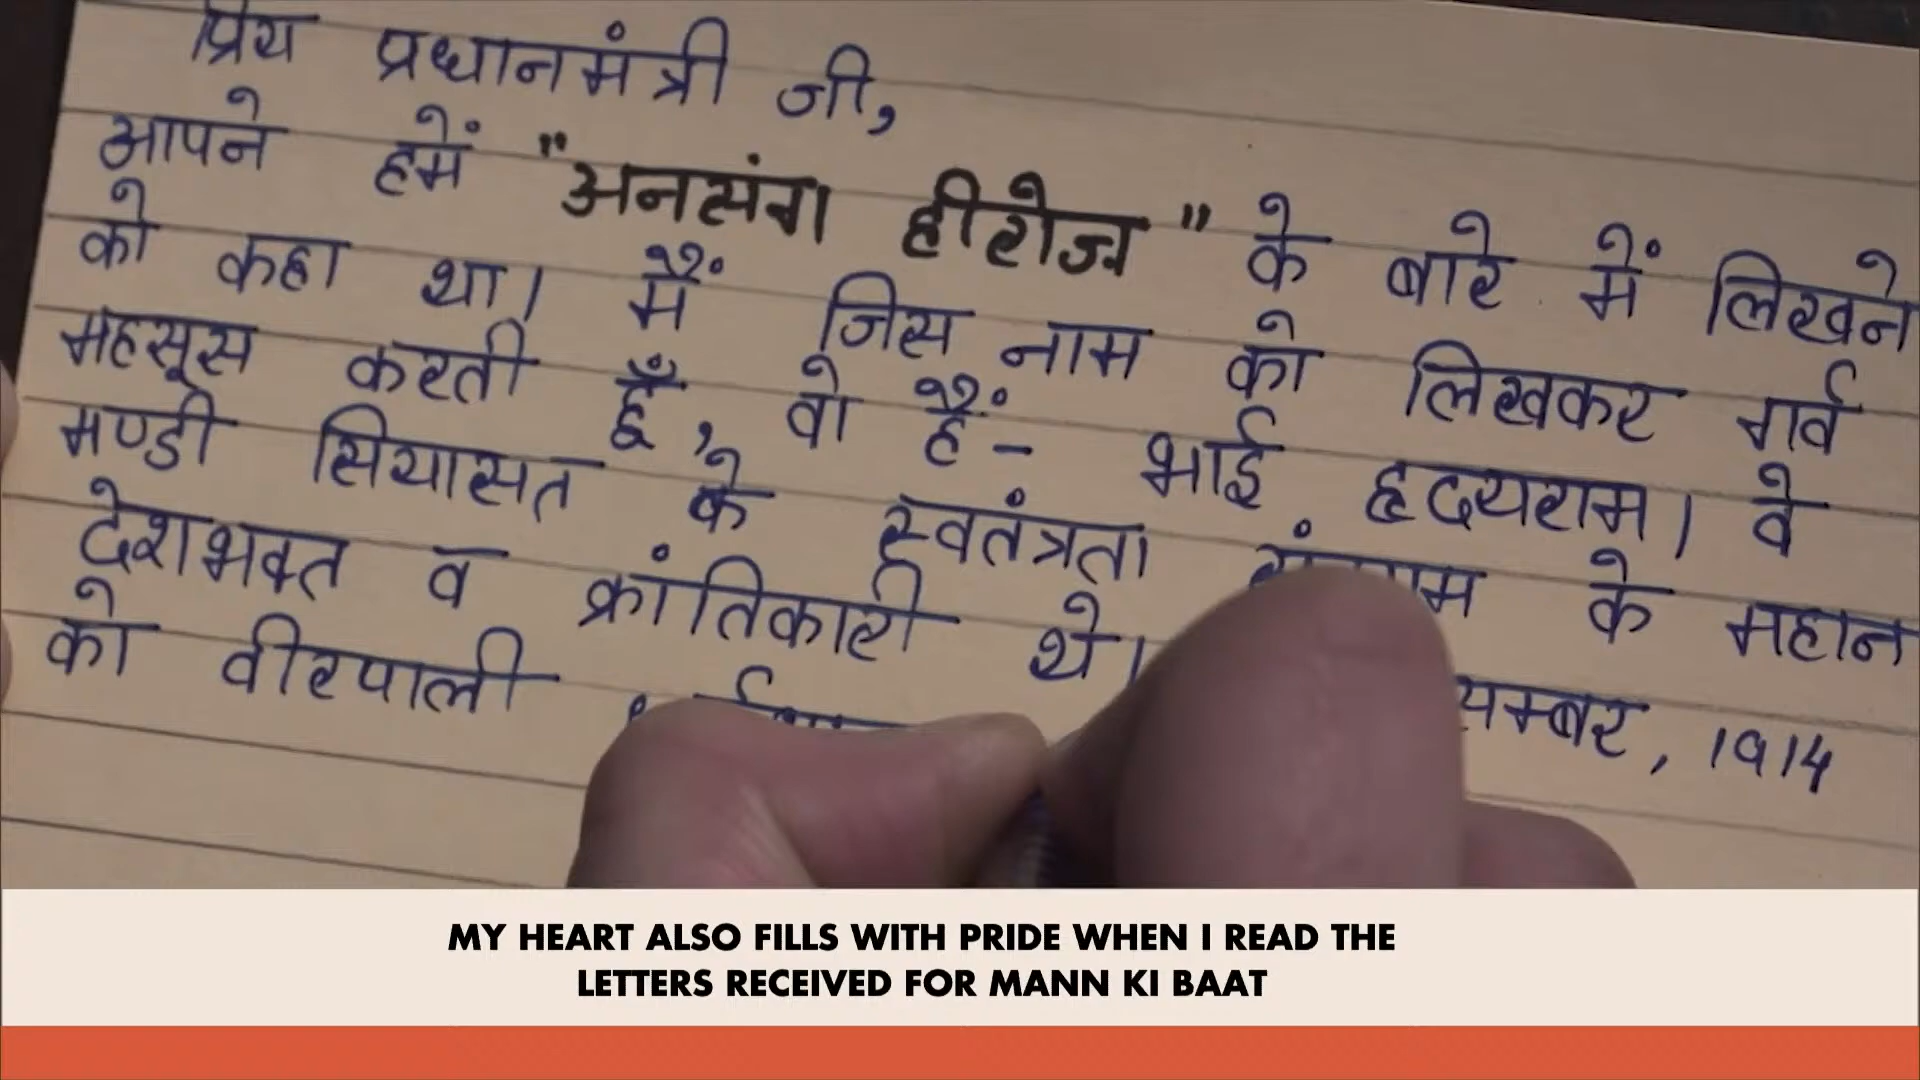 प्रिय प्रधानमंत्री जी,
आपने हमें "अनसंग हीरोज" के बारे में लिखने
को कहा था। मैं जिस नाम को लिखकर गर्व
महसूस करती हूँ, वो हैं- भाई हृदयराम। वे
मण्डी सियासत के स्वतंत्रता के महान
देशभक्त व क्रांतिकारी थे। 1914
को वीरपाली
MY HEART ALSO FILLS WITH PRIDE WHEN I READ THE
LETTERS RECEIVED FOR MANN KI BAAT